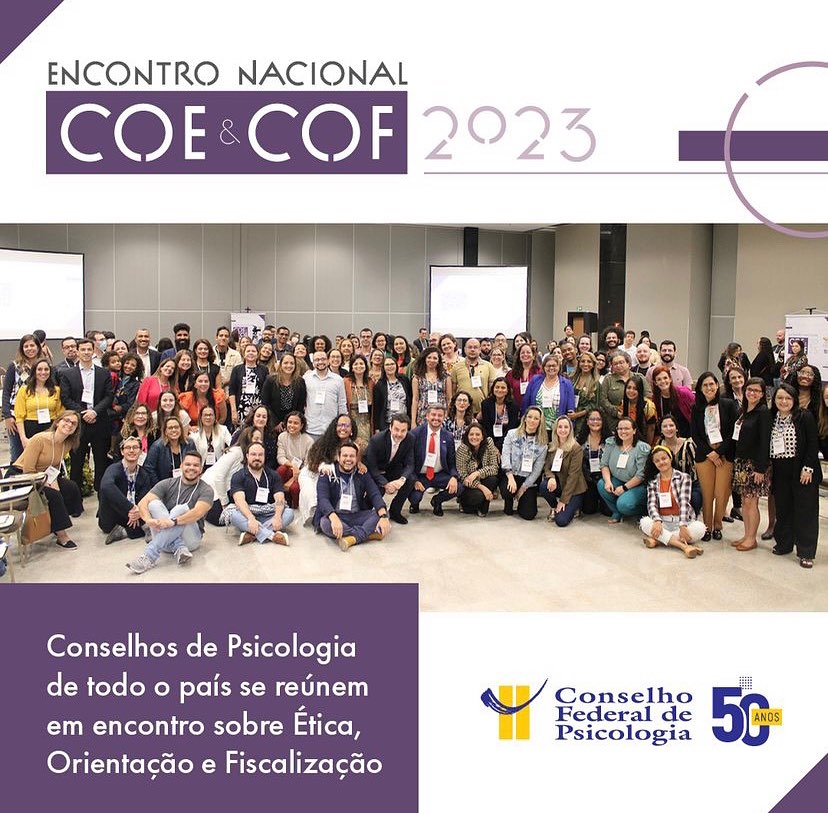 ENCONTRO NACIONAL
COE & COF 2023
Conselhos de Psicologia
de todo o país se reúnem
em encontro sobre Ética,
Orientação e Fiscalização
Conselho
Federal de
Psicologia
50 ANOS